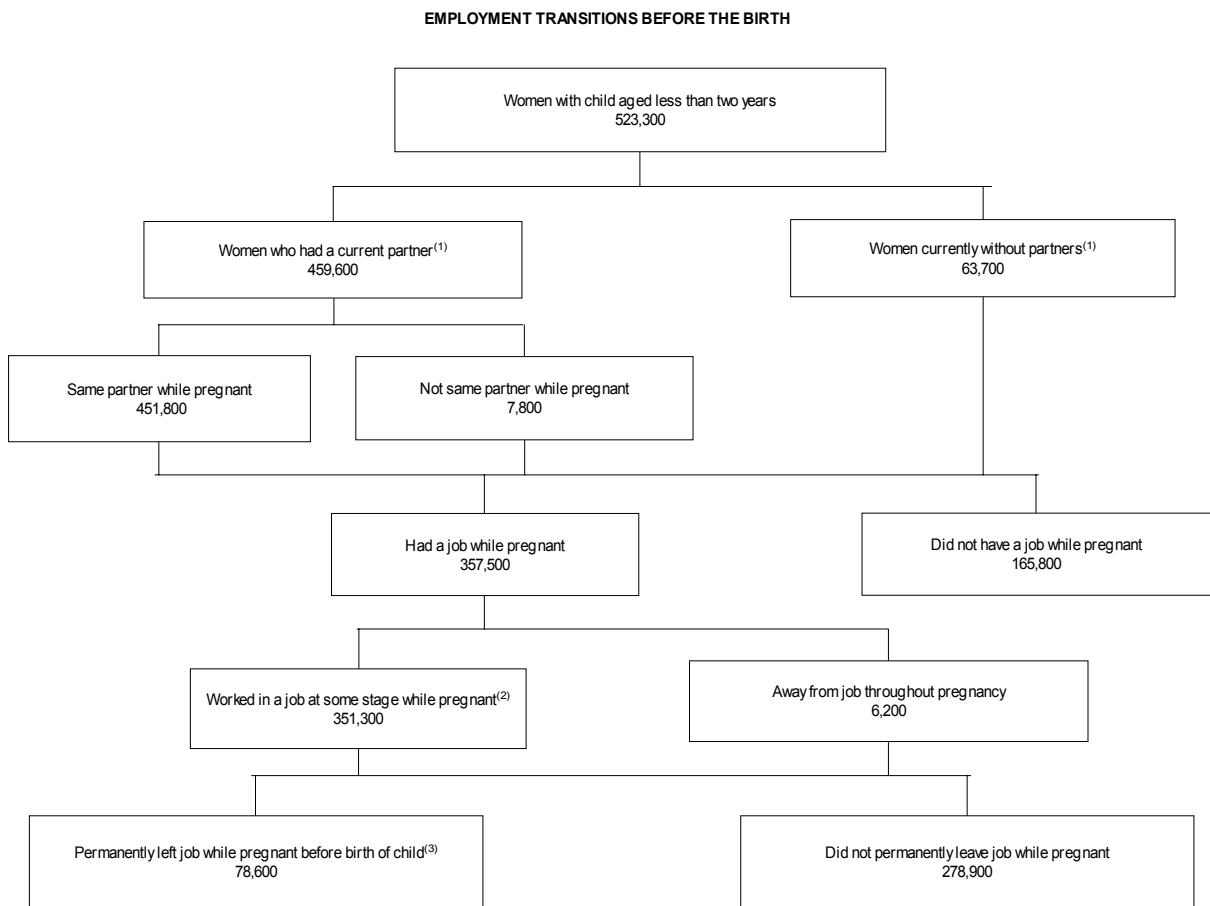 EMPLOYMENT TRANSITIONS BEFORE THE BIRTH
Women with child aged less than two years
523,300
Women who had a current partner(1)
459,600
Women currently without partners(1)
63,700
Same partner while pregnant
451,800
Not same partner while pregnant
7,800
Had a job while pregnant
357,500
Did not have a job while pregnant
165,800
Worked in a job at some stage while pregnant(2)
351,300
Away from job throughout pregnancy
6,200
Permanently left job while pregnant before birth of child(3)
78,600
Did not permanently leave job while pregnant
278,900